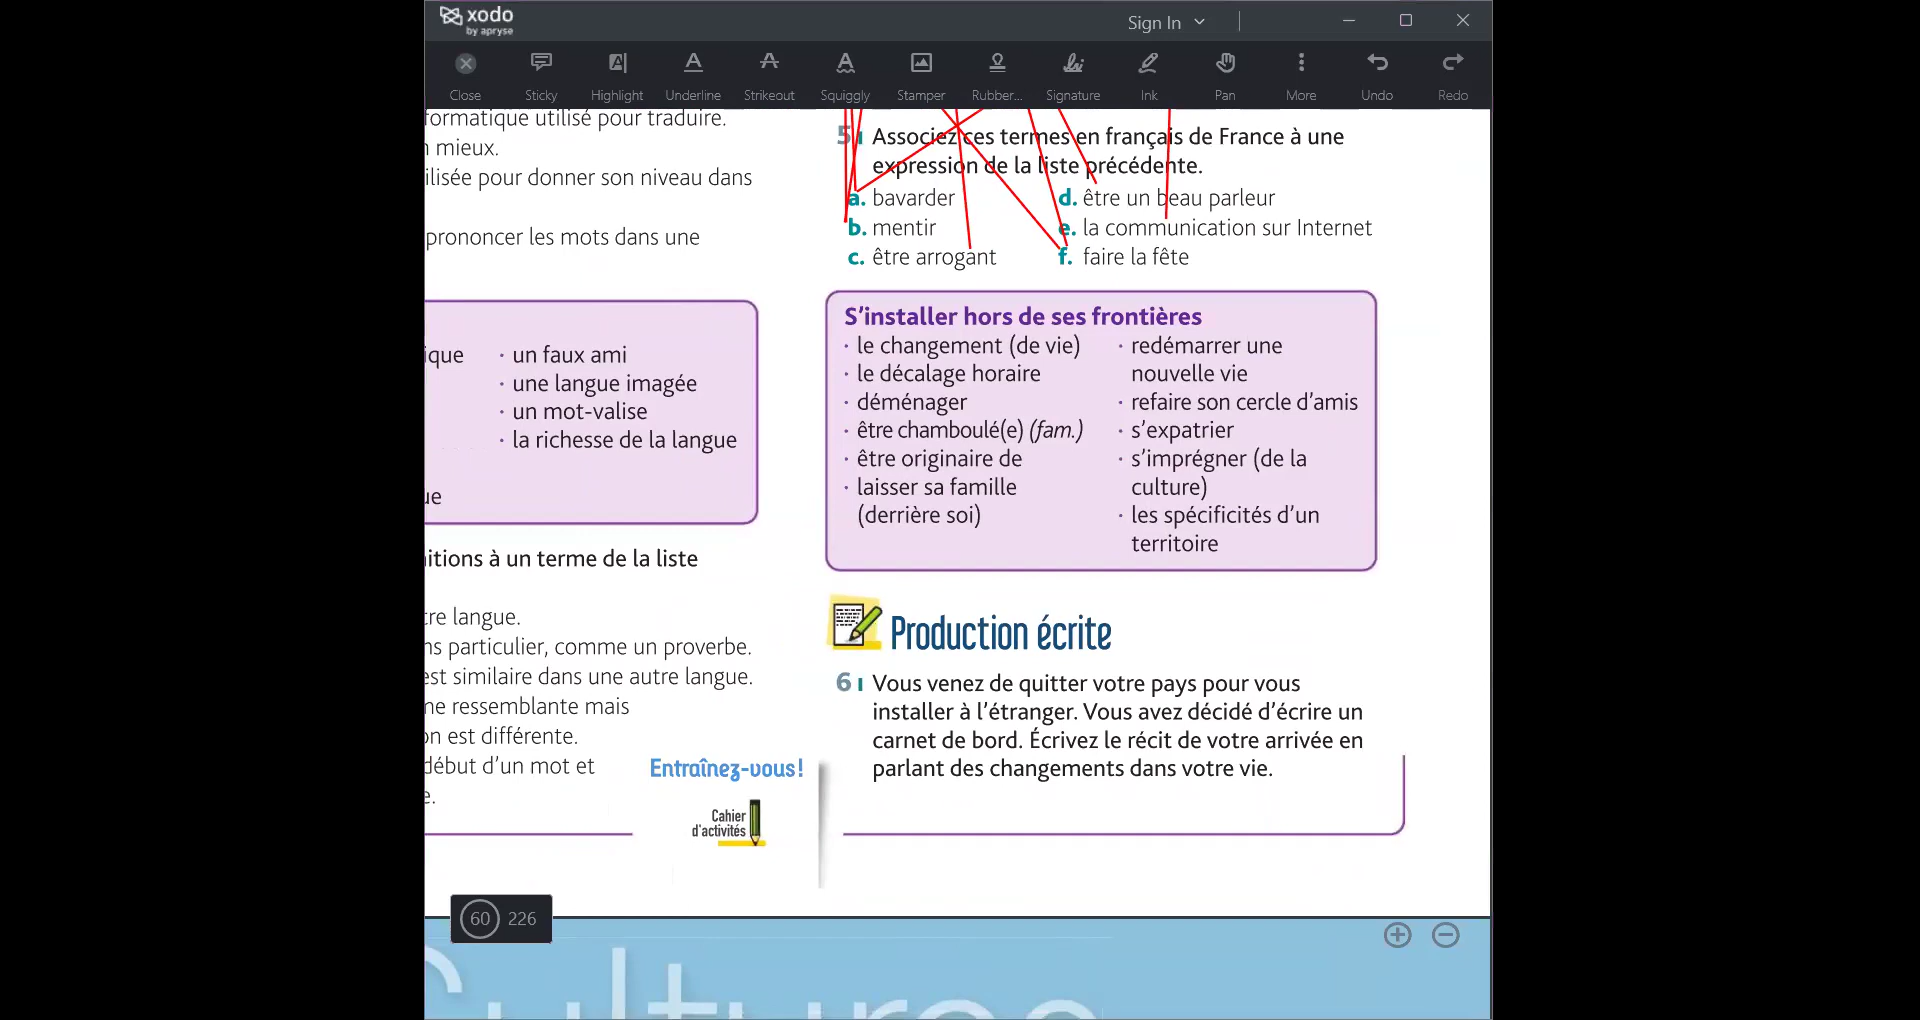 xodo
by apryse
Sign In
Close
Sticky
Highlight
Underline
Strikeout
Squiggly
Stamper
Rubber...
Signature
Ink
Pan
More
Undo
Redo
formatique utilisé pour traduire.
mieux.
ilisée pour donner son niveau dans
prononcer les mots dans une
ique
· un faux ami
· une langue imagée
· un mot-valise
· la richesse de la langue
ue
itions à un terme de la liste
tre langue.
ns particulier, comme un proverbe.
est similaire dans une autre langue.
ne ressemblante mais
on est différente.
début d'un mot et
e.
Entraînez-vous!
Cahier
d'activités
5 I Associez ces termes en français de France à une
expression de la liste précédente.
a. bavarder
b. mentir
c. être arrogant
d. être un beau parleur
e. la communication sur Internet
f. faire la fête
S'installer hors de ses frontières
· le changement (de vie)
· le décalage horaire
· déménager
· être chamboulé(e) (fam.)
· être originaire de
· laisser sa famille
(derrière soi)
· redémarrer une
nouvelle vie
· refaire son cercle d'amis
· s'expatrier
· s'imprégner (de la
culture)
· les spécificités d'un
territoire
Production écrite
6 I Vous venez de quitter votre pays pour vous
installer à l'étranger. Vous avez décidé d'écrire un
carnet de bord. Écrivez le récit de votre arrivée en
parlant des changements dans votre vie.
60 226
Cultures